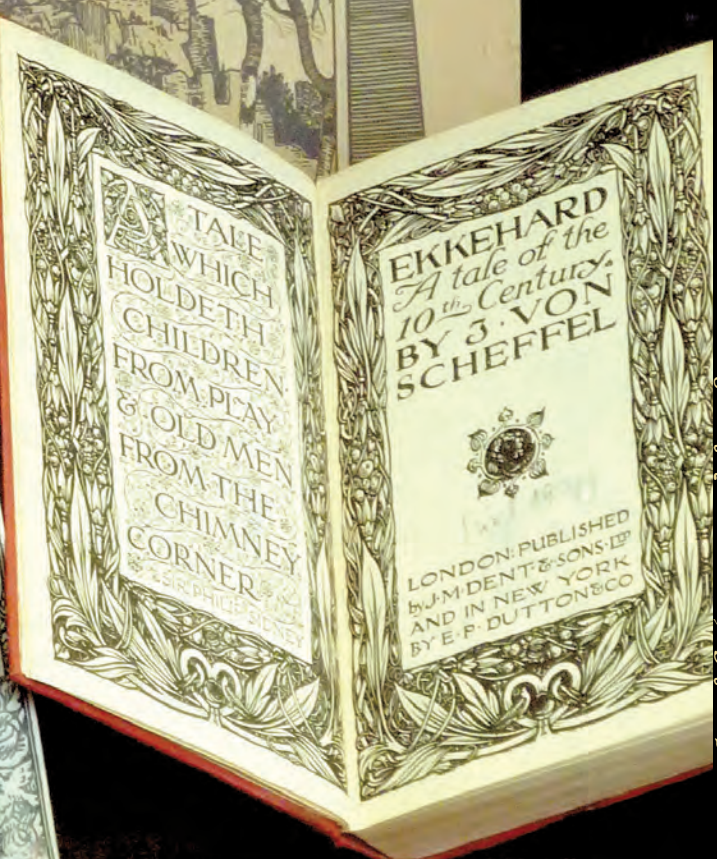 A TALE
WHICH
HOLDETH
CHILDREN
FROM PLAY
& OLD MEN
FROM THE
CHIMNEY
CORNER
SIR PHILIP SIDNEY
EKKEHARD
A tale of the
10th Century.
BY J. VON
SCHEFFEL
LONDON: PUBLISHED
by J. M. DENT & SONS LTD
AND IN NEW YORK
BY E. P. DUTTON & CO